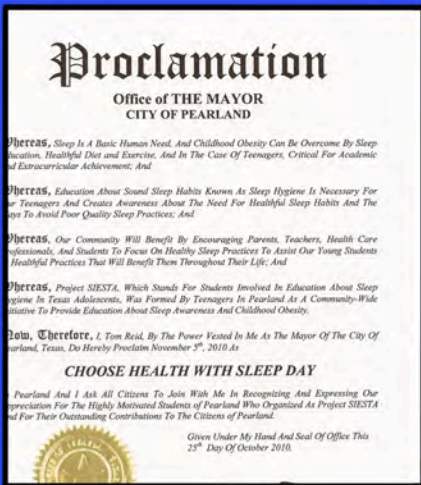 Proclamation
Office of THE MAYOR
CITY OF PEARLAND
Whereas, Sleep Is A Basic Human Need, And Childhood Obesity Can Be Overcome By Sleep
ducation, Healthful Diet and Exercise, And In The Case Of Teenagers, Critical For Academic
nd Extracurricular Achievement; And
Whereas, Education About Sound Sleep Habits Known As Sleep Hygiene Is Necessary For
ur Teenagers And Creates Awareness About The Need For Healthful Sleep Habits And The
ays To Avoid Poor Quality Sleep Practices; And
Whereas, Our Community Will Benefit By Encouraging Parents, Teachers, Health Care
ofessionals, And Students To Focus On Healthy Sleep Practices To Assist Our Young Students
Healthful Practices That Will Benefit Them Throughout Their Life; And
Whereas, Project SIESTA, Which Stands For Students Involved In Education About Sleep
ygiene In Texas Adolescents, Was Formed By Teenagers In Pearland As A Community-Wide
itiative To Provide Education About Sleep Awareness And Childhood Obesity.
Now, Therefore, I, Tom Reid, By The Power Vested In Me As The Mayor Of The City Of
earland, Texas, Do Hereby Proclaim November 5th, 2010 As
CHOOSE HEALTH WITH SLEEP DAY
Pearland And I Ask All Citizens To Join With Me In Recognizing And Expressing Our
ppreciation For The Highly Motivated Students of Pearland Who Organized As Project SIESTA
nd For Their Outstanding Contributions To The Citizens of Pearland.
Given Under My Hand And Seal Of Office This
25th Day Of October 2010.